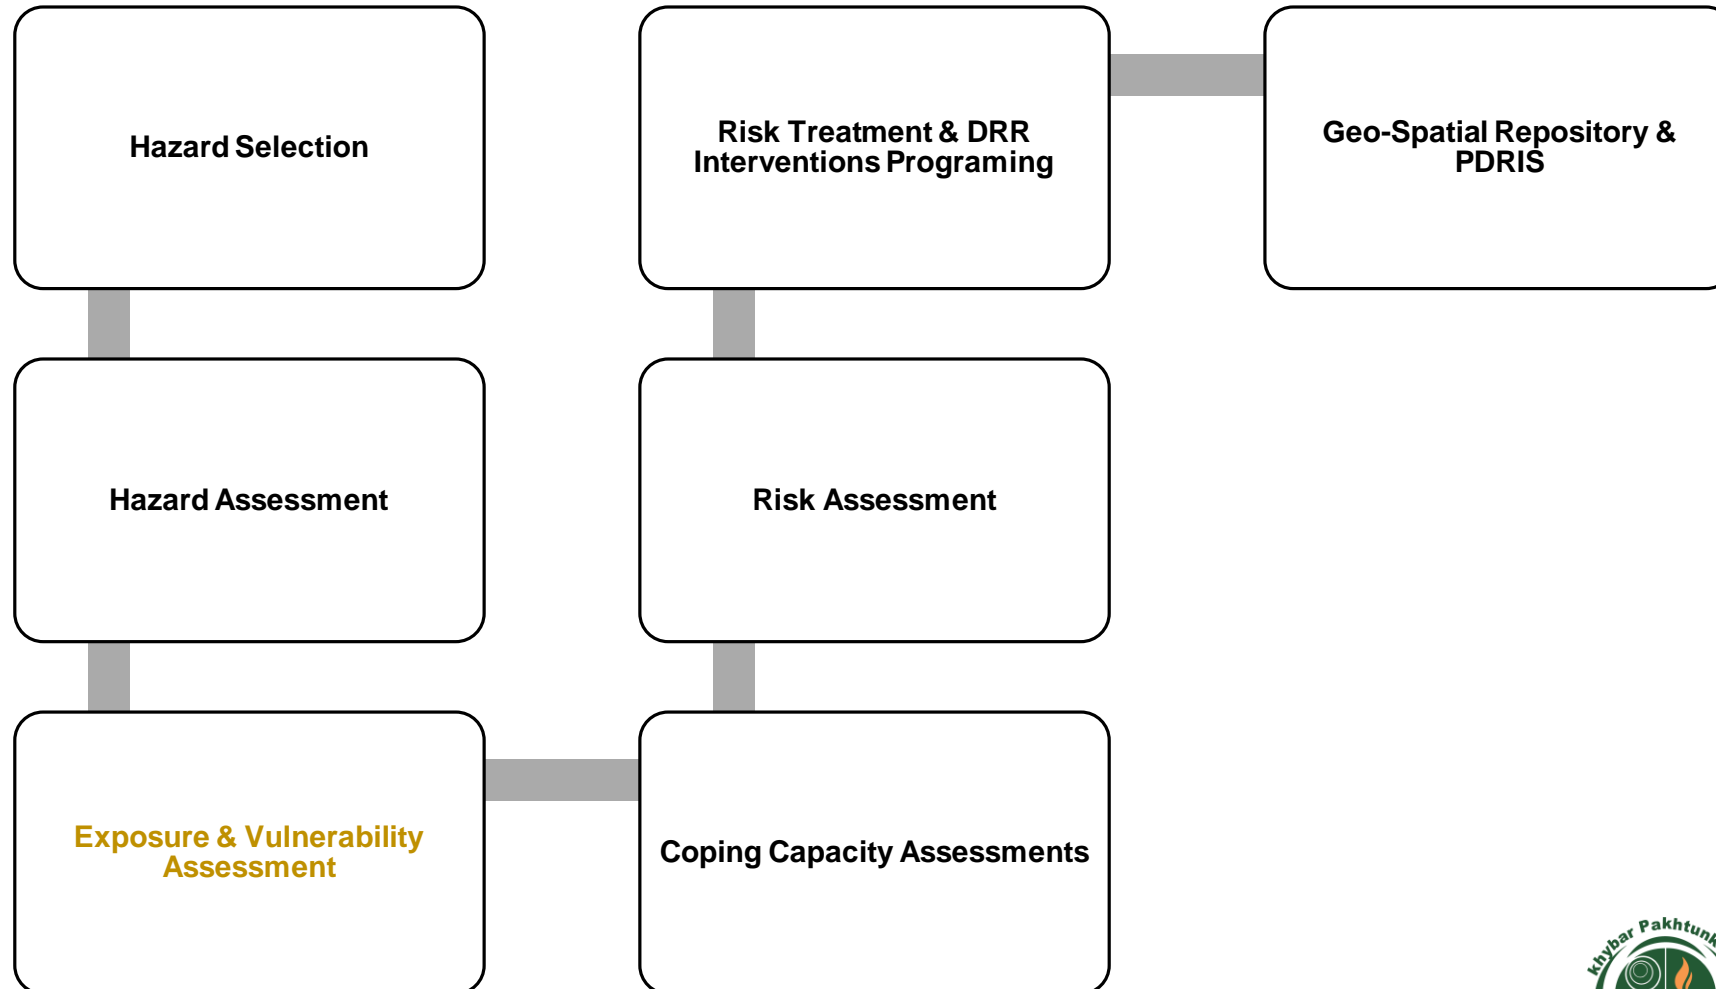 Hazard Selection
Hazard Assessment
Exposure & Vulnerability
Assessment
Coping Capacity Assessments
Risk Assessment
Risk Treatment & DRR
Interventions Programing
Geo-Spatial Repository &
PDRIS
khybar